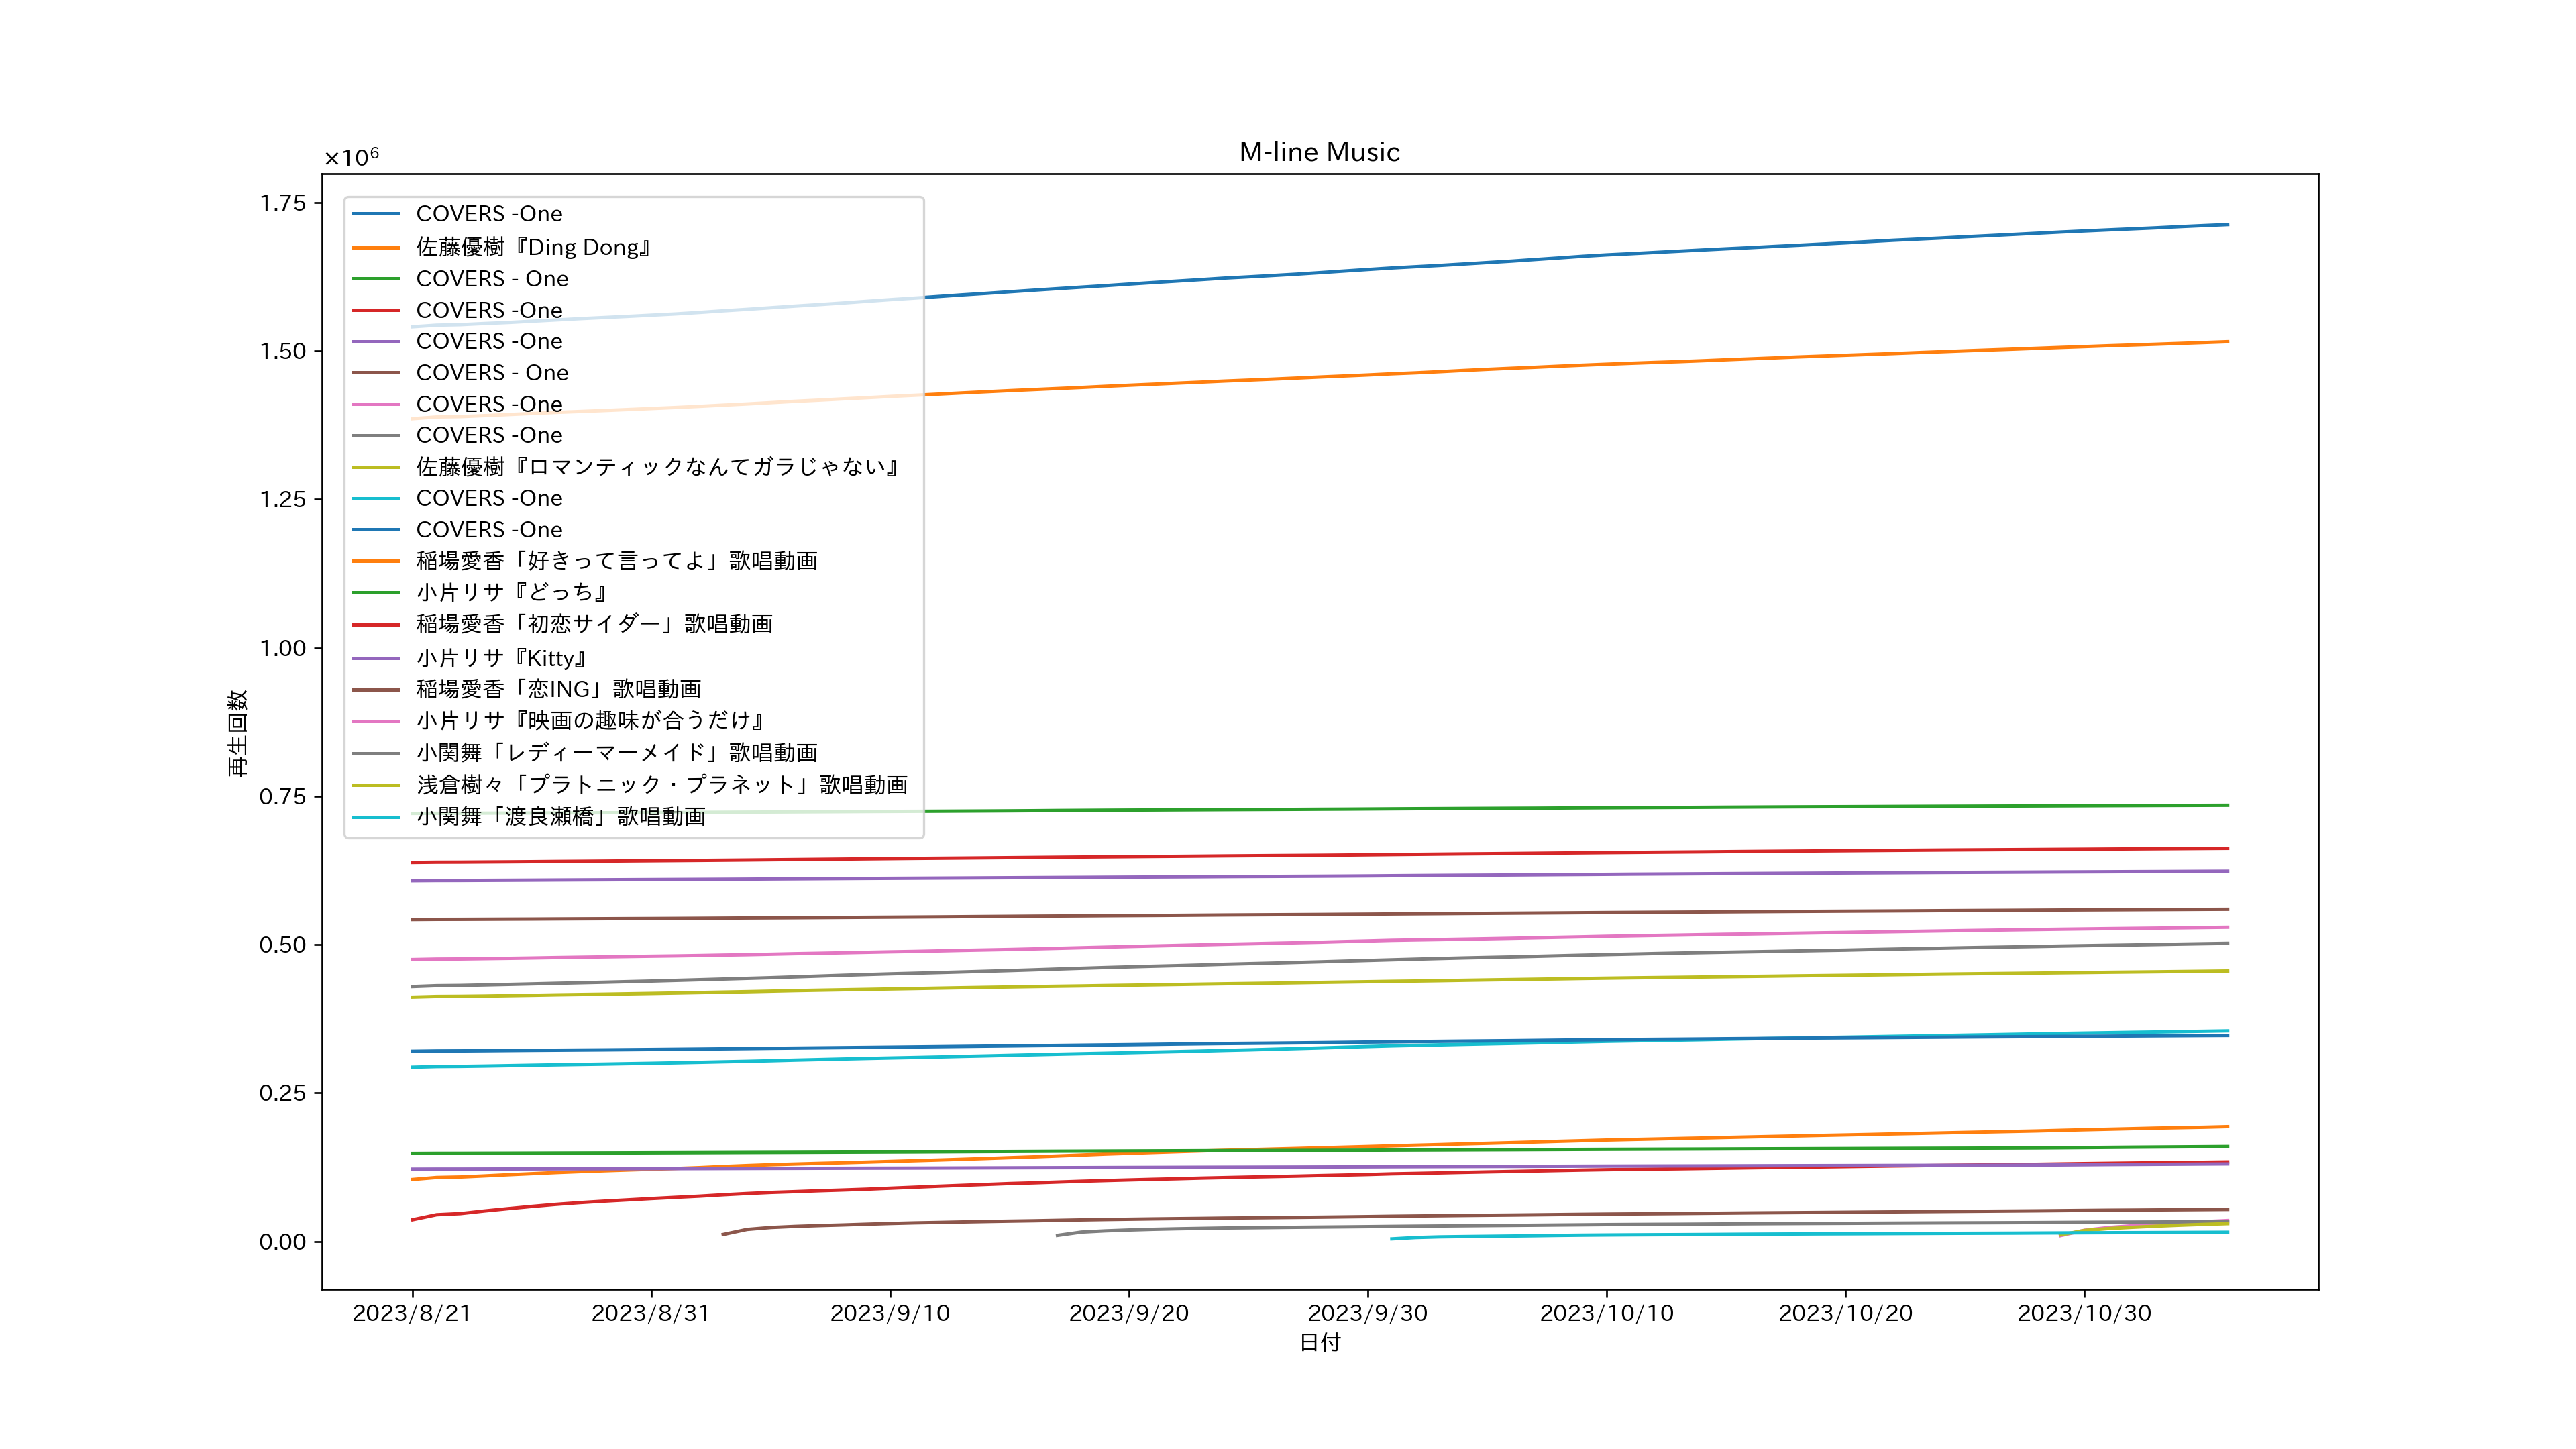 M-line Music
×10⁶
1.75
1.50
1.25
1.00
0.75
0.50
0.25
0.00
再生回数
COVERS -One
佐藤優樹『Ding Dong』
COVERS - One
COVERS -One
COVERS -One
COVERS - One
COVERS -One
COVERS -One
佐藤優樹『ロマンティックなんてガラじゃない』
COVERS -One
COVERS -One
稲場愛香「好きって言ってよ」歌唱動画
小片リサ『どっち』
稲場愛香「初恋サイダー」歌唱動画
小片リサ『Kitty』
稲場愛香「恋ING」歌唱動画
小片リサ『映画の趣味が合うだけ』
小関舞「レディーマーメイド」歌唱動画
浅倉樹々「プラトニック・プラネット」歌唱動画
小関舞「渡良瀬橋」歌唱動画
2023/8/21 2023/8/31 2023/9/10 2023/9/20 2023/9/30 2023/10/10 2023/10/20 2023/10/30
日付